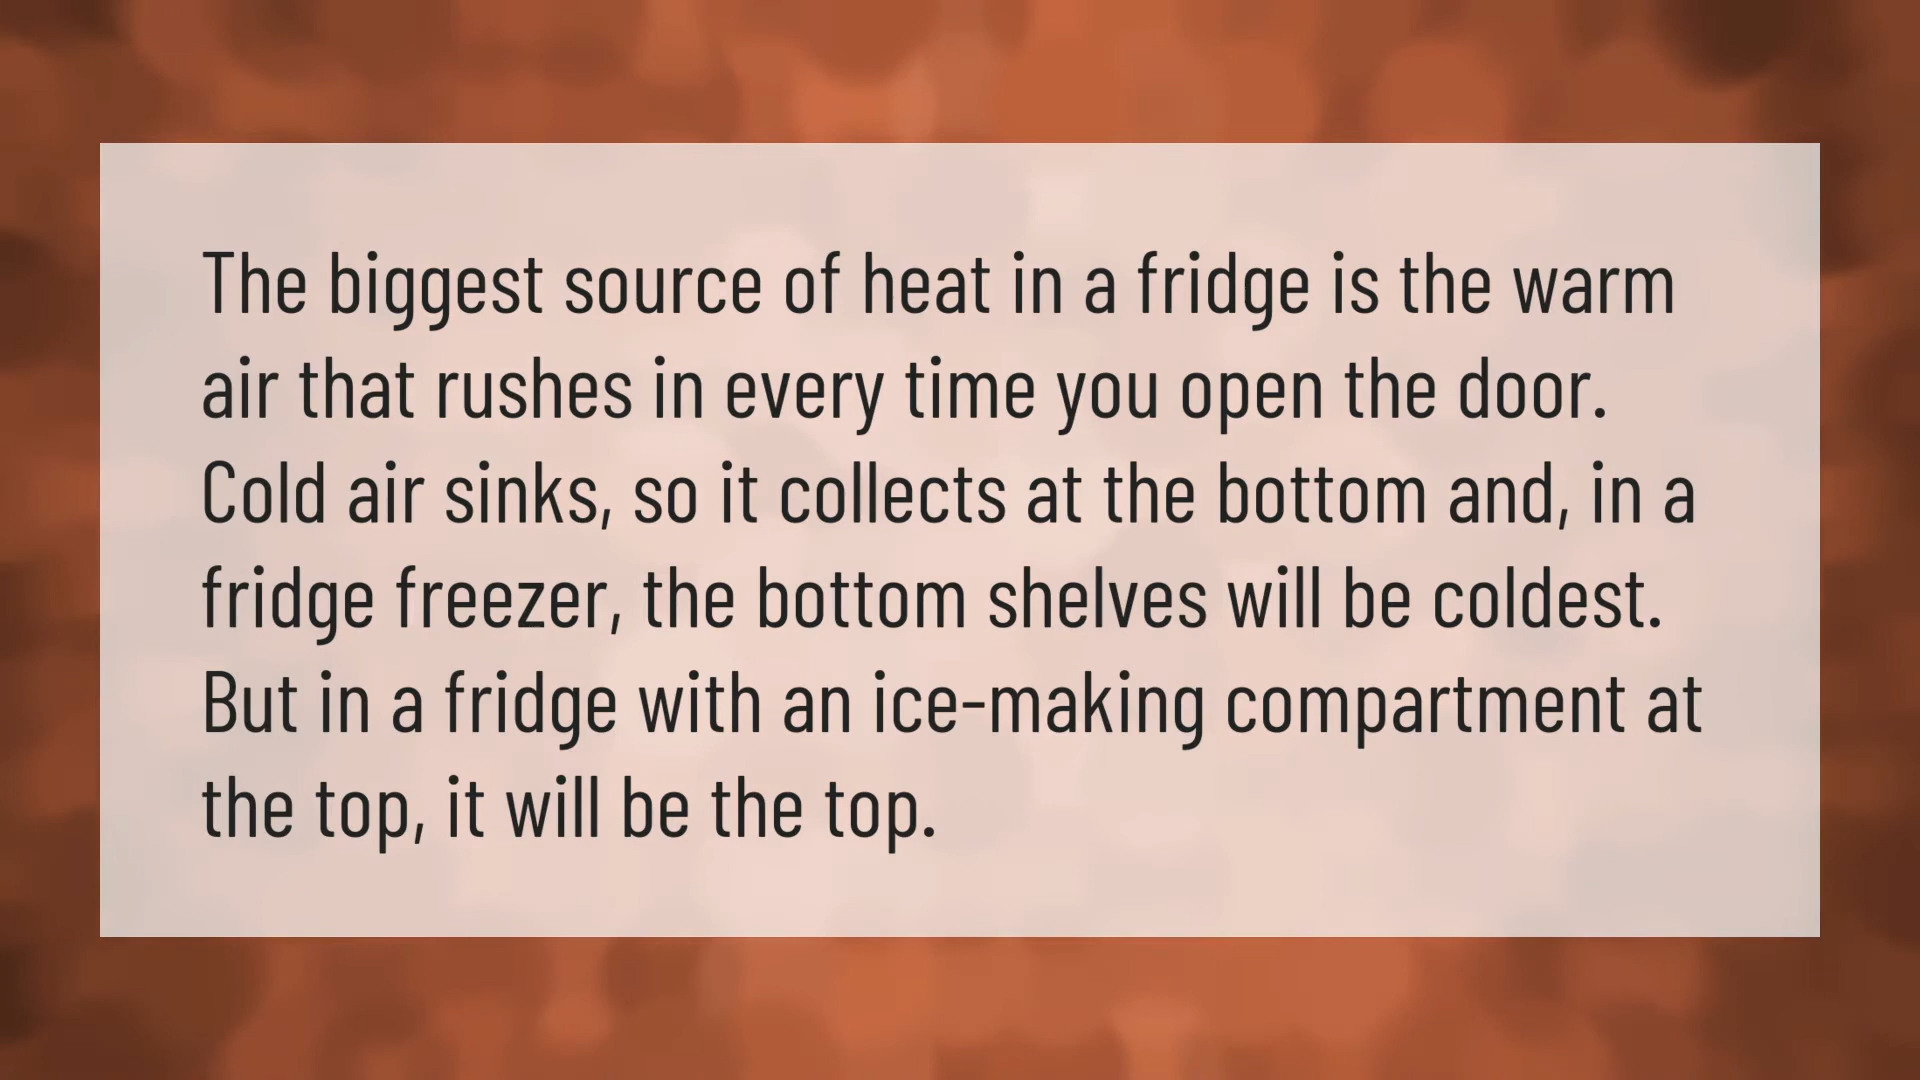 The biggest source of heat in a fridge is the warm
air that rushes in every time you open the door.
Cold air sinks, so it collects at the bottom and, in a
fridge freezer, the bottom shelves will be coldest.
But in a fridge with an ice-making compartment at
the top, it will be the top.